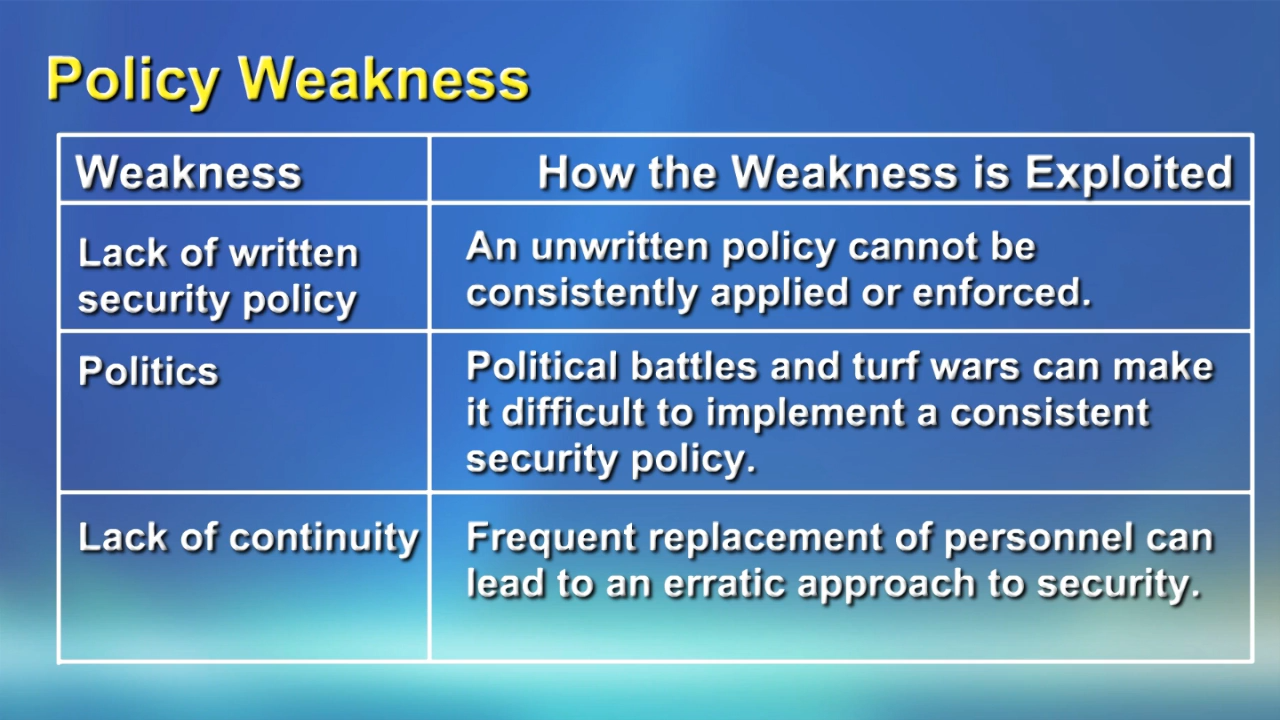 Policy Weakness
Weakness
How the Weakness is Exploited
Lack of written
security policy
An unwritten policy cannot be
consistently applied or enforced.
Politics
Political battles and turf wars can make
it difficult to implement a consistent
security policy.
Lack of continuity
Frequent replacement of personnel can
lead to an erratic approach to security.